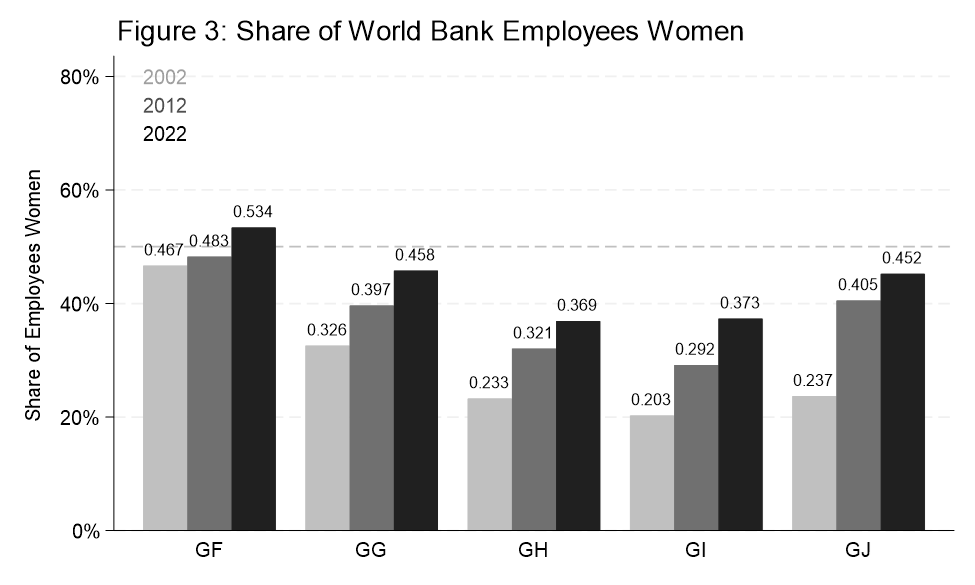 Figure 3: Share of World Bank Employees Women
Share of Employees Women
80%
60%
40%
20%
0%
2002
2012
2022
0.467 0.483 0.534
0.326 0.397 0.458
0.233 0.321 0.369
0.203 0.292 0.373
0.237 0.405 0.452
GF GG GH GI GJ